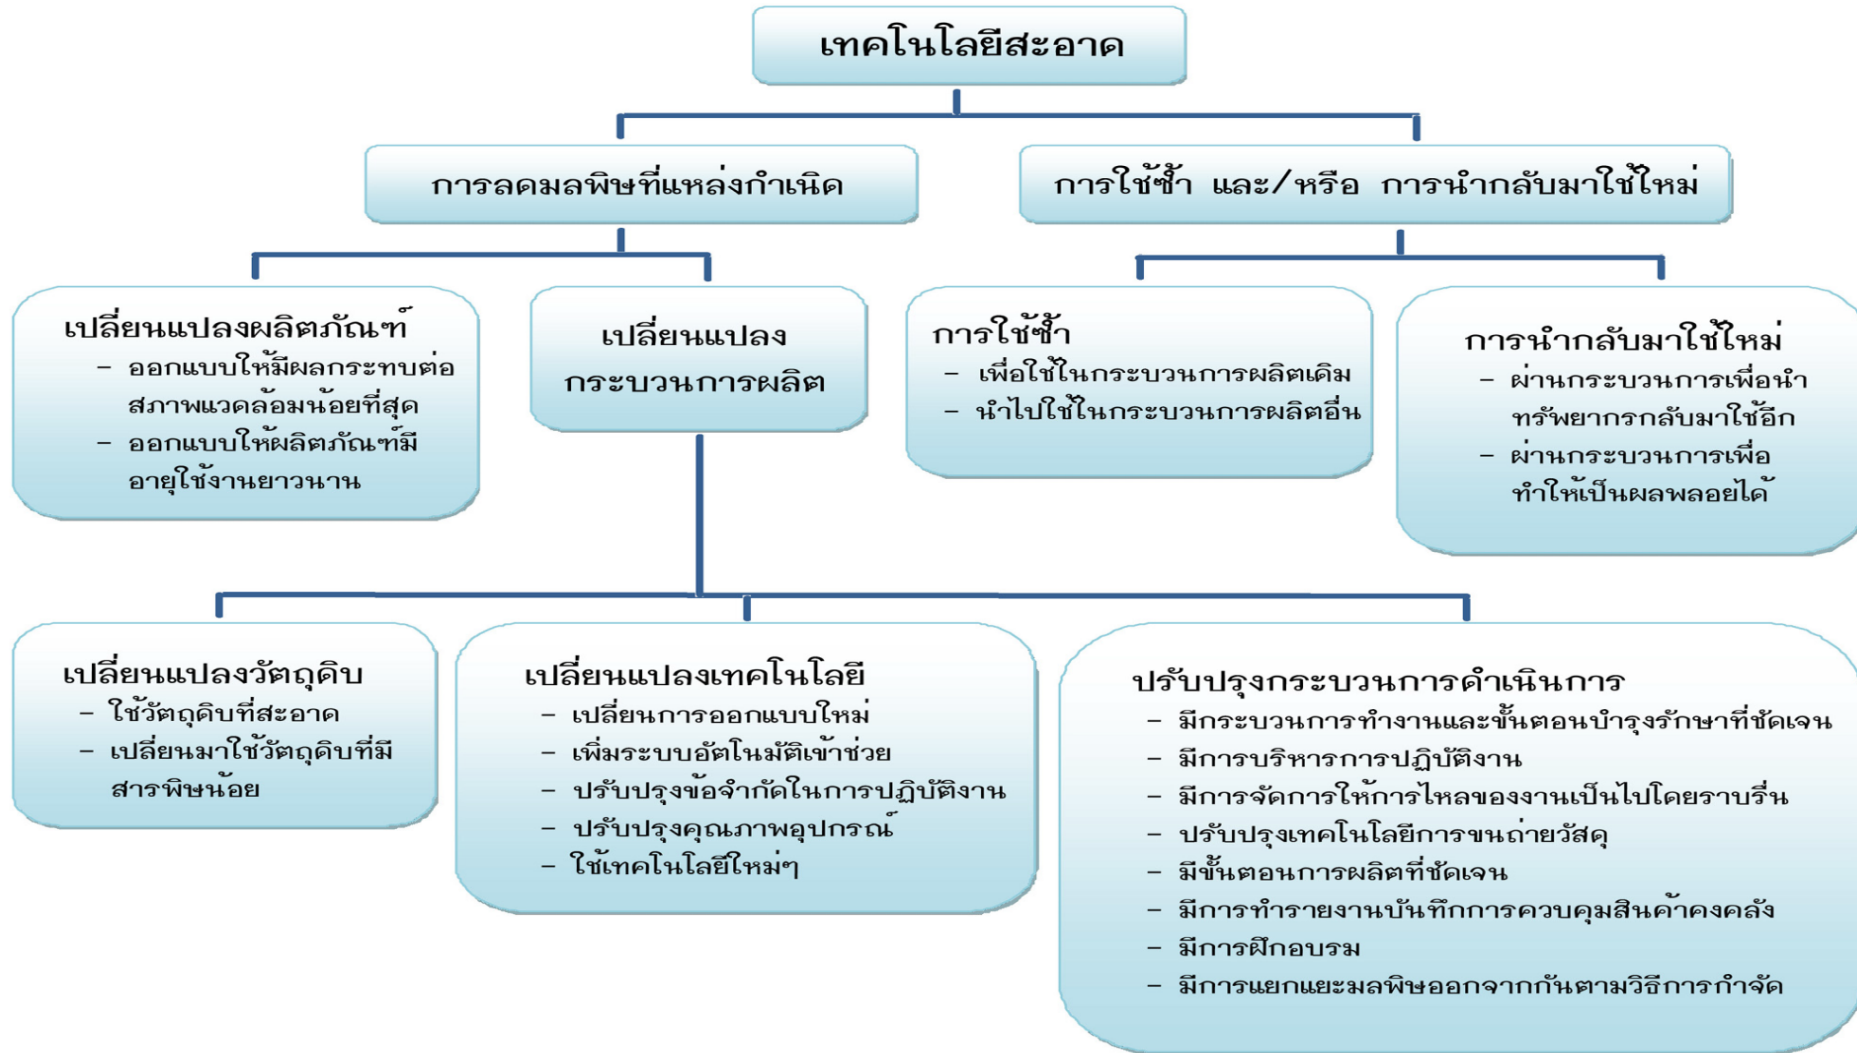 เทคโนโลยีสะอาด
การลดมลพิษที่แหล่งกำเนิด
การใช้ซ้ำ และ/หรือ การนำกลับมาใช้ใหม่
เปลี่ยนแปลงผลิตภัณฑ์
- ออกแบบให้มีผลกระทบต่อ
สภาพแวดล้อมน้อยที่สุด
- ออกแบบให้ผลิตภัณฑ์มี
อายุใช้งานยาวนาน
เปลี่ยนแปลง
กระบวนการผลิต
การใช้ซ้ำ
- เพื่อใช้ในกระบวนการผลิตเดิม
- นำไปใช้ในกระบวนการผลิตอื่น
การนำกลับมาใช้ใหม่
- ผ่านกระบวนการเพื่อนำ
ทรัพยากรกลับมาใช้อีก
- ผ่านกระบวนการเพื่อ
ทำให้เป็นผลพลอยได้
เปลี่ยนแปลงวัตถุดิบ
- ใช้วัตถุดิบที่สะอาด
- เปลี่ยนมาใช้วัตถุดิบที่มี
สารพิษน้อย
เปลี่ยนแปลงเทคโนโลยี
- เปลี่ยนการออกแบบใหม่
- เพิ่มระบบอัตโนมัติเข้าช่วย
- ปรับปรุงข้อจำกัดในการปฏิบัติงาน
- ปรับปรุงคุณภาพอุปกรณ์
- ใช้เทคโนโลยีใหม่ๆ
ปรับปรุงกระบวนการดำเนินการ
- มีกระบวนการทำงานและขั้นตอนบำรุงรักษาที่ชัดเจน
- มีการบริหารการปฏิบัติงาน
- มีการจัดการให้การไหลของงานเป็นไปโดยราบรื่น
- ปรับปรุงเทคโนโลยีการขนถ่ายวัสดุ
- มีขั้นตอนการผลิตที่ชัดเจน
- มีการทำรายงานบันทึกการควบคุมสินค้าคงคลัง
- มีการฝึกอบรม
- มีการแยกแยะมลพิษออกจากกันตามวิธีการกำจัด